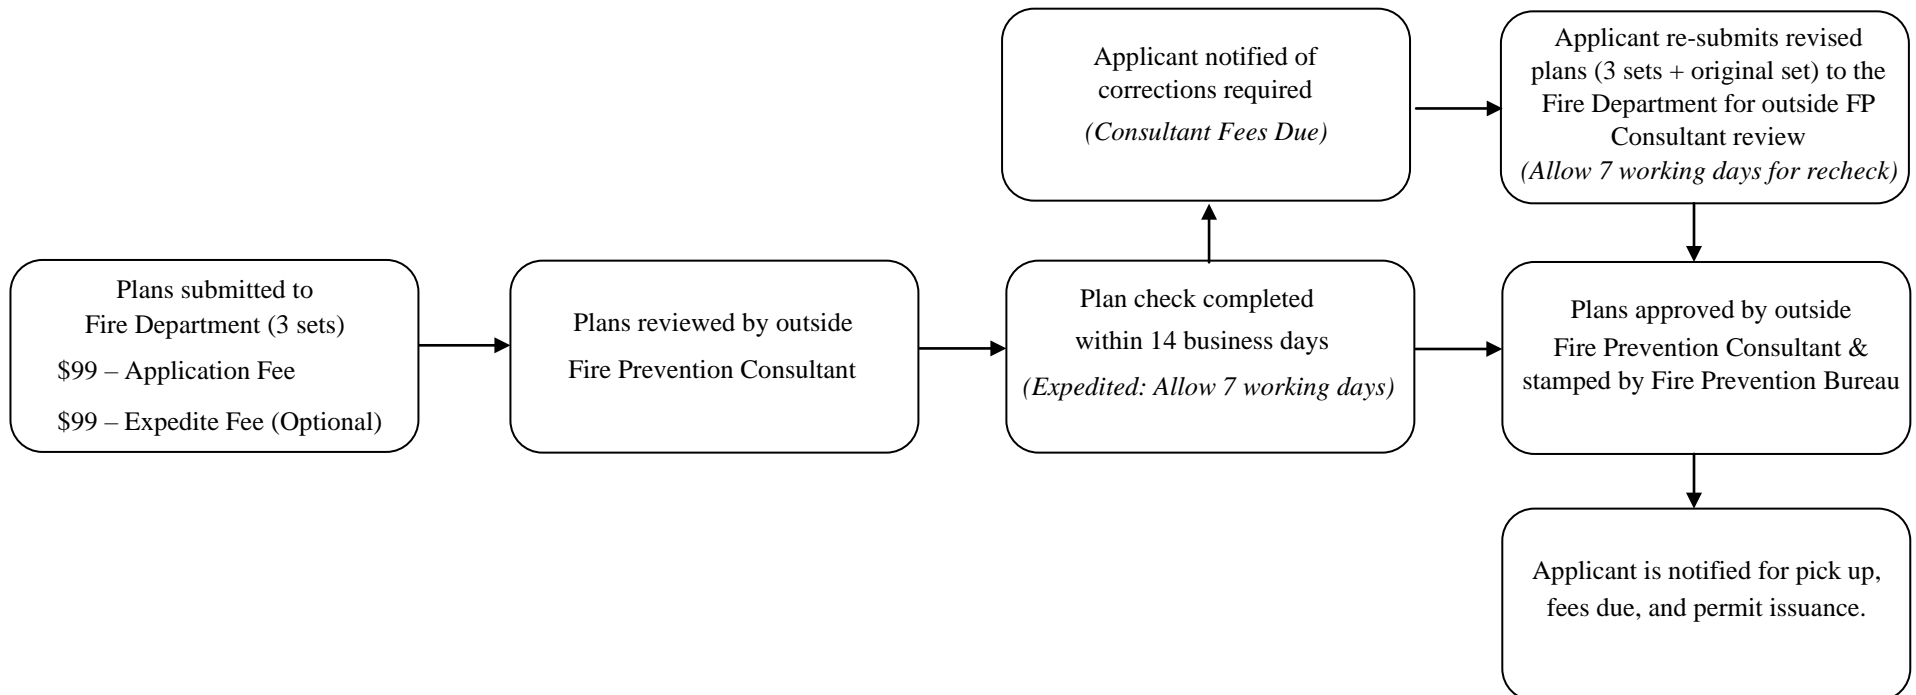 Applicant notified of
corrections required
(Consultant Fees Due)
Applicant re-submits revised
plans (3 sets + original set) to the
Fire Department for outside FP
Consultant review
(Allow 7 working days for recheck)
Plans submitted to
Fire Department (3 sets)
$99 – Application Fee
$99 – Expedite Fee (Optional)
Plans reviewed by outside
Fire Prevention Consultant
Plan check completed
within 14 business days
(Expedited: Allow 7 working days)
Plans approved by outside
Fire Prevention Consultant &
stamped by Fire Prevention Bureau
Applicant is notified for pick up,
fees due, and permit issuance.